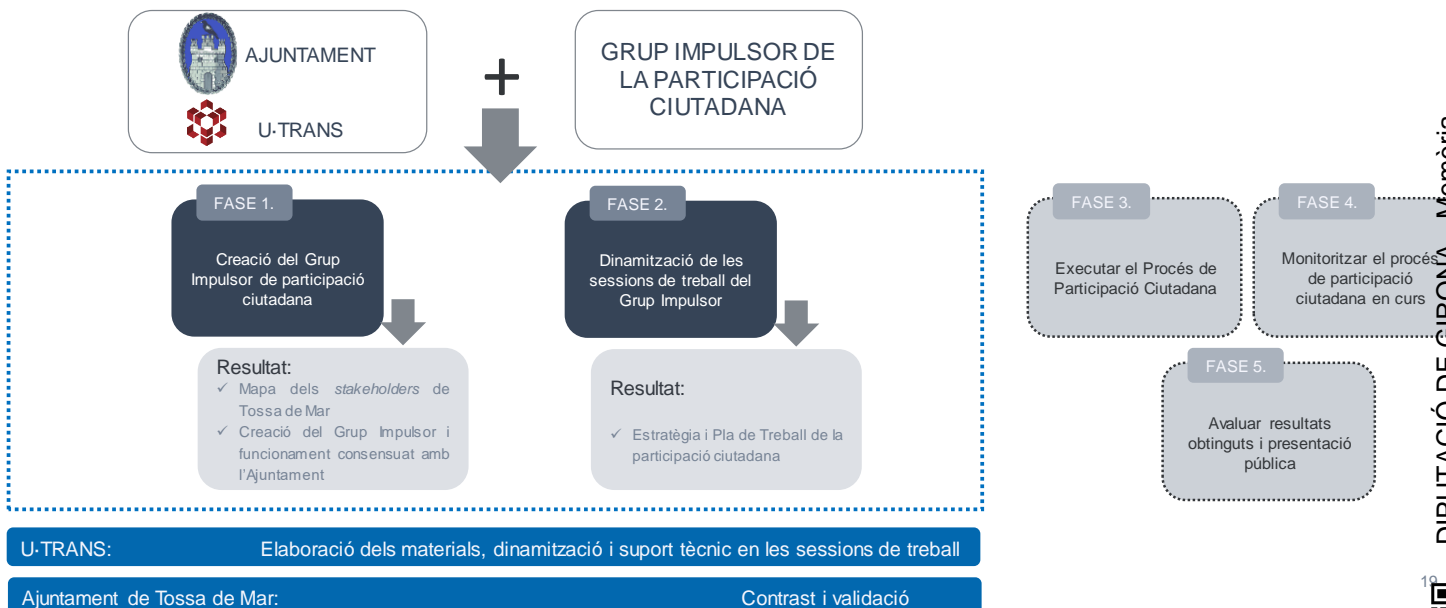 AJUNTAMENT
U·TRANS
+
GRUP IMPULSOR DE
LA PARTICIPACIÓ
CIUTADANA
FASE 1.
Creació del Grup
Impulsor de participació
ciutadana
Resultat:
✓ Mapa dels stakeholders de
Tossa de Mar
✓ Creació del Grup Impulsor i
funcionament consensuat amb
l'Ajuntament
FASE 2.
Dinamització de les
sessions de treball del
Grup Impulsor
Resultat:
✓ Estratègia i Pla de Treball de la
participació ciutadana
FASE 3.
Executar el Procés de
Participació Ciutadana
FASE 4.
Monitoritzar el procés
de participació
ciutadana en curs
FASE 5.
Avaluar resultats
obtinguts i presentació
pública
U·TRANS: Elaboració dels materials, dinamització i suport tècnic en les sessions de treball
Ajuntament de Tossa de Mar: Contrast i validació
DIPUTACIÓ DE GIRONA Memòria
19